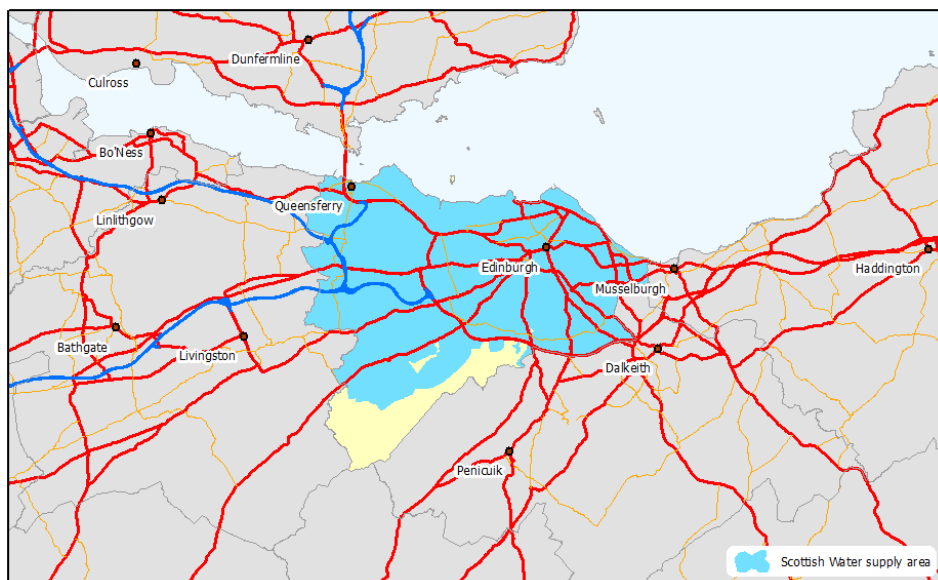 Dunfermline
Culross
Bo'Ness
Linlithgow
Queensferry
Edinburgh
Musselburgh
Haddington
Bathgate
Livingston
Dalkeith
Penicuik
Scottish Water supply area